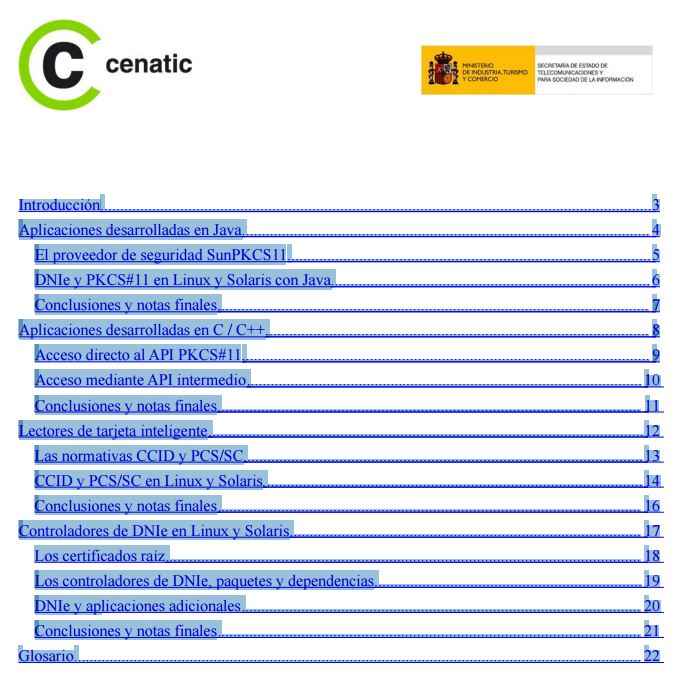 C cenatic
MINISTERIO
DE INDUSTRIA, TURISMO
Y COMERCIO
SECRETARÍA DE ESTADO DE
TELECOMUNICACIONES Y
PARA SOCIEDAD DE LA INFORMACIÓN
Introducción 3
Aplicaciones desarrolladas en Java 4
El proveedor de seguridad SunPKCS11 5
DNIe y PKCS#11 en Linux y Solaris con Java 6
Conclusiones y notas finales 7
Aplicaciones desarrolladas en C / C++ 8
Acceso directo al API PKCS#11 9
Acceso mediante API intermedio 10
Conclusiones y notas finales 11
Lectores de tarjeta inteligente 12
Las normativas CCID y PCS/SC 13
CCID y PCS/SC en Linux y Solaris 14
Conclusiones y notas finales 16
Controladores de DNIe en Linux y Solaris 17
Los certificados raíz 18
Los controladores de DNIe, paquetes y dependencias 19
DNIe y aplicaciones adicionales 20
Conclusiones y notas finales 21
Glosario 22